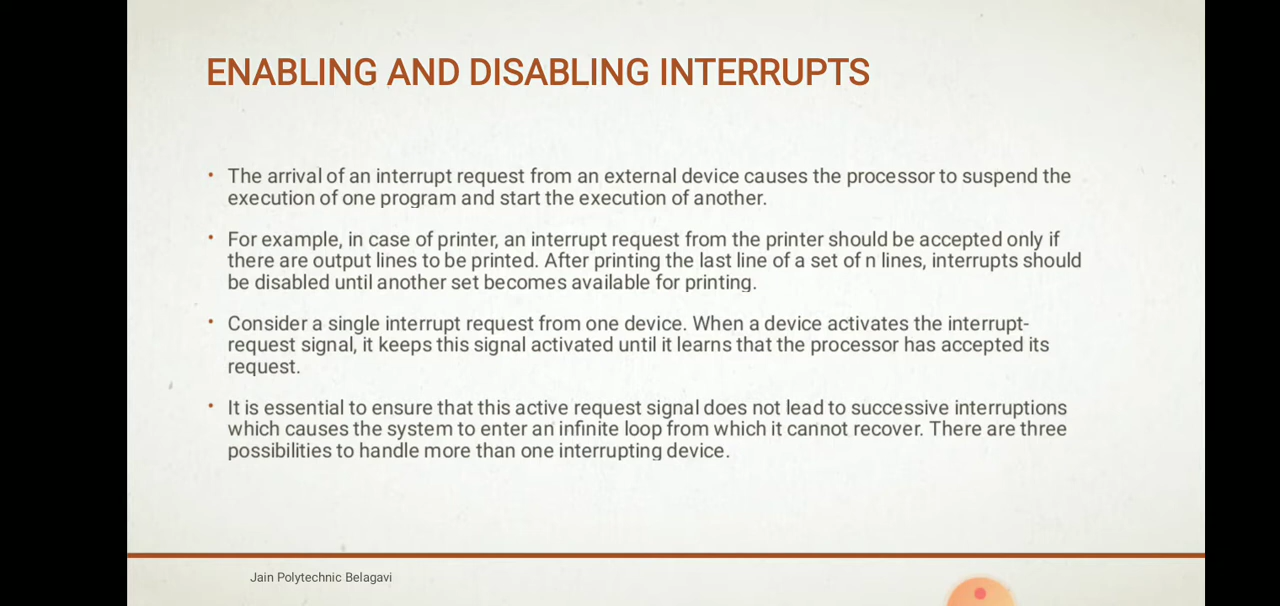 ENABLING AND DISABLING INTERRUPTS
• The arrival of an interrupt request from an external device causes the processor to suspend the
execution of one program and start the execution of another.
• For example, in case of printer, an interrupt request from the printer should be accepted only if
there are output lines to be printed. After printing the last line of a set of n lines, interrupts should
be disabled until another set becomes available for printing.
• Consider a single interrupt request from one device. When a device activates the interrupt-
request signal, it keeps this signal activated until it learns that the processor has accepted its
request.
• It is essential to ensure that this active request signal does not lead to successive interruptions
which causes the system to enter an infinite loop from which it cannot recover. There are three
possibilities to handle more than one interrupting device.
Jain Polytechnic Belagavi